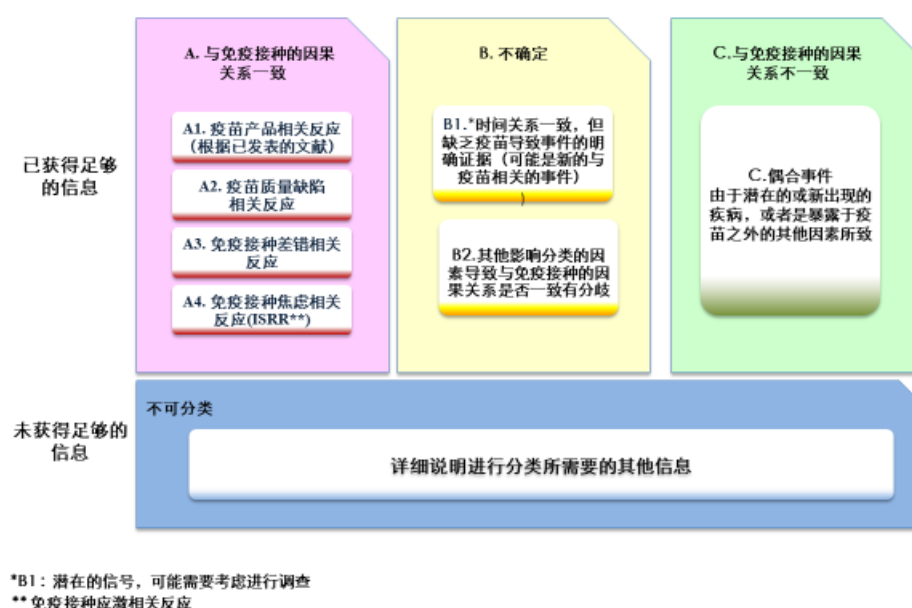 A. 与免疫接种的因果
关系一致
B. 不确定
C.与免疫接种的因果
关系不一致
已获得足够
的信息
A1. 疫苗产品相关反应
（根据已发表的文献）
A2. 疫苗质量缺陷
相关反应
A3. 免疫接种差错相关
反应
A4. 免疫接种焦虑相关
反应(ISRR**)
B1.*时间关系一致，但
缺乏疫苗导致事件的明
确证据（可能是新的与
疫苗相关的事件）
)
B2.其他影响分类的因
素导致与免疫接种的因
果关系是否一致有分歧
C.偶合事件
由于潜在的或新出现的
疾病，或者是暴露于疫
苗之外的其他因素所致
未获得足够的
信息
不可分类
详细说明进行分类所需要的其他信息
*B1：潜在的信号，可能需要考虑进行调查
** 免疫接种应激相关反应